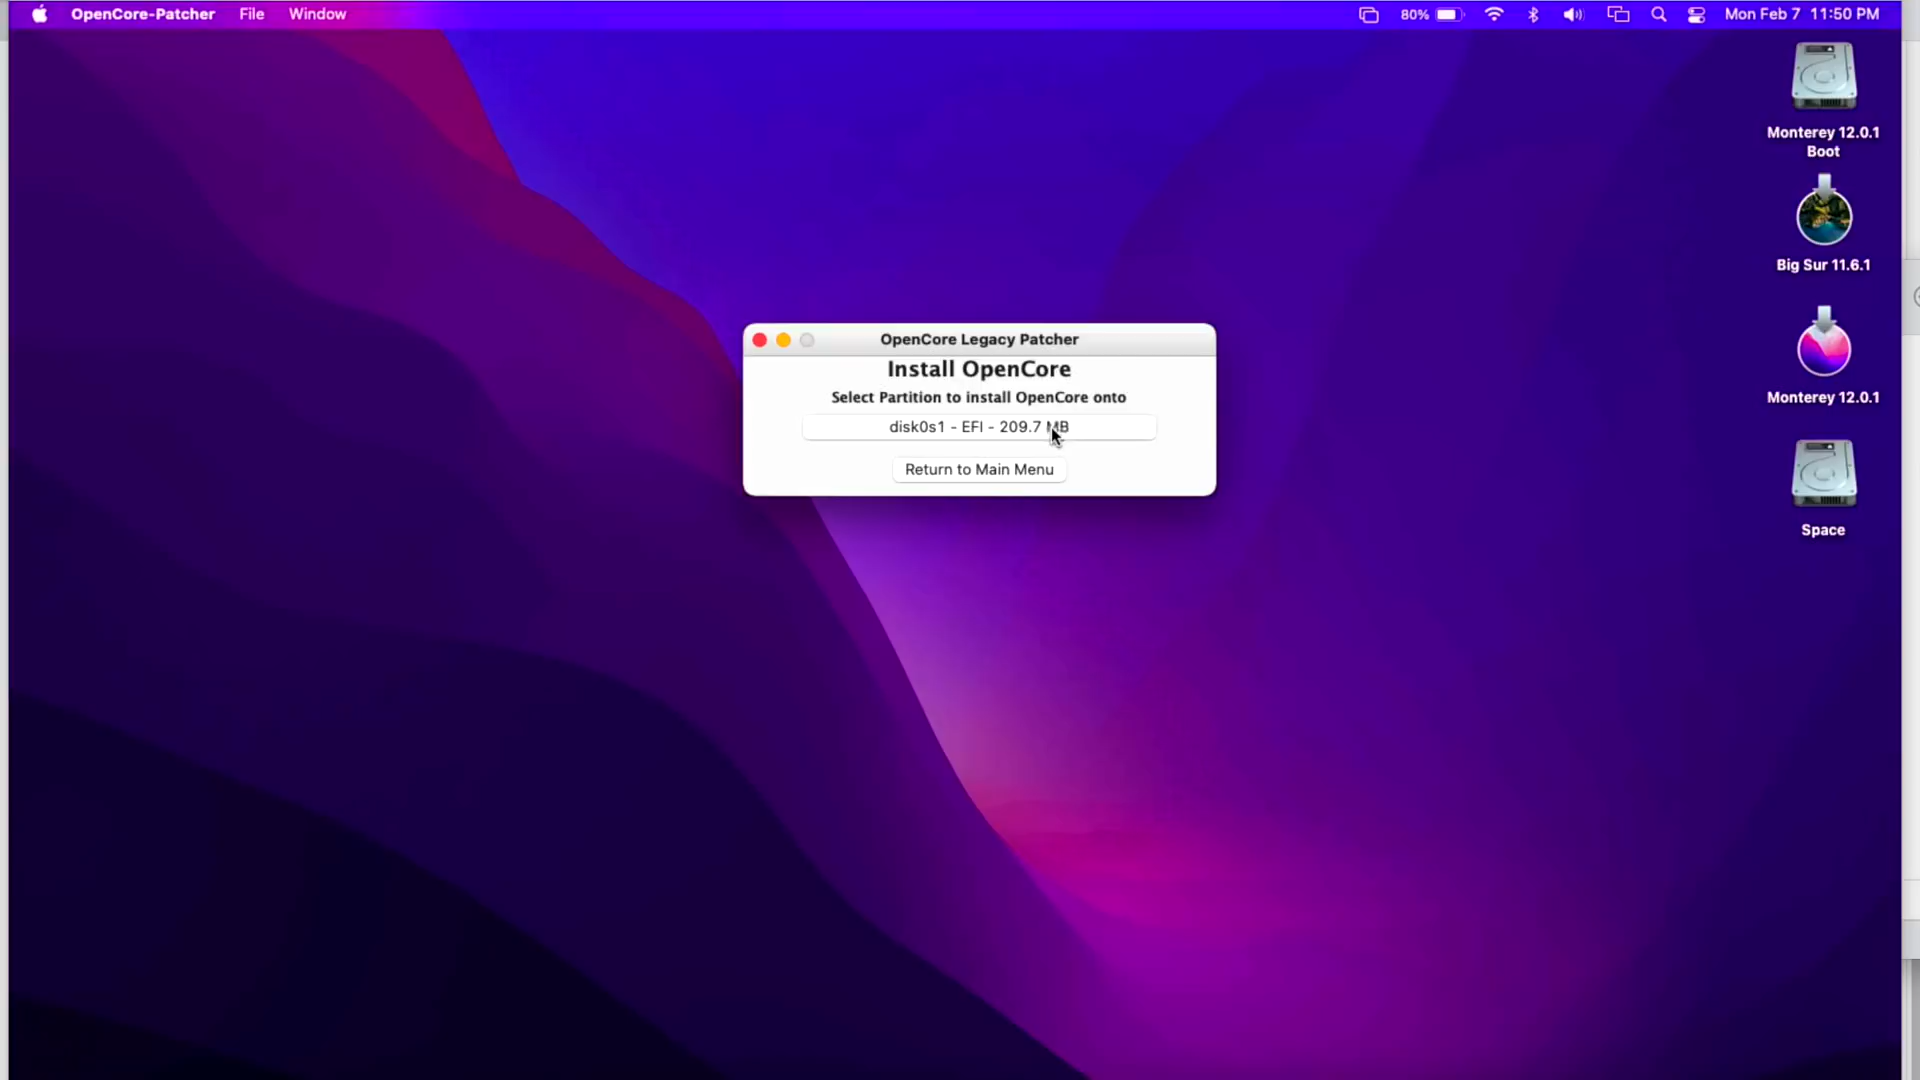 OpenCore-Patcher File Window 80% Mon Feb 7 11:50 PM
Monterey 12.0.1
Boot
Big Sur 11.6.1
Monterey 12.0.1
Space
OpenCore Legacy Patcher
Install OpenCore
Select Partition to install OpenCore onto
disk0s1 - EFI - 209.7 MB
Return to Main Menu